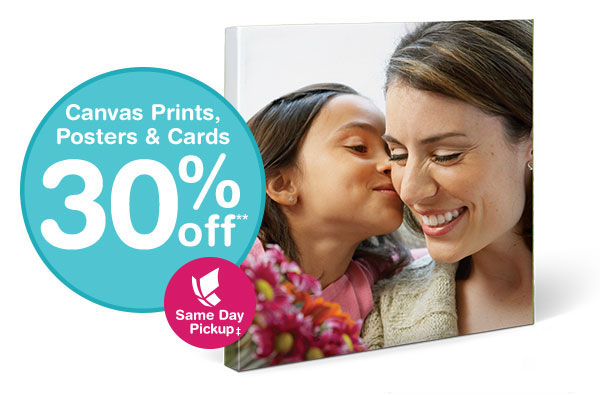 Canvas Prints,
Posters & Cards
30% off**
Same Day
Pickup‡